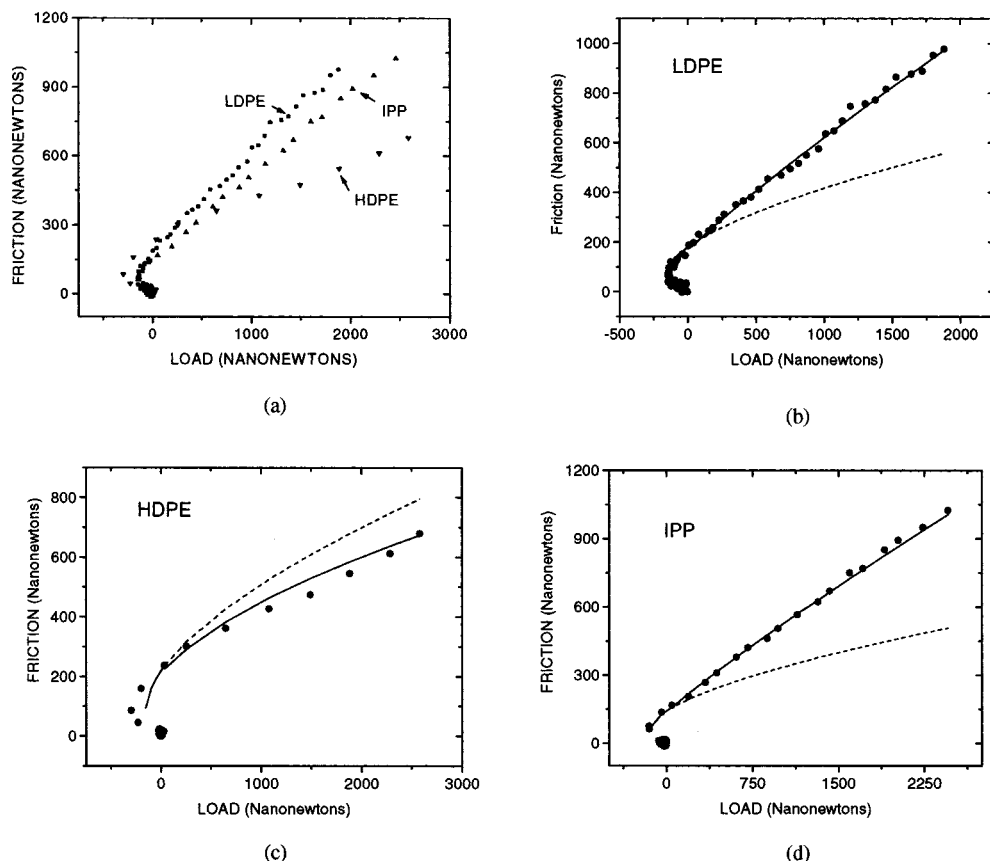 1200
900
600
300
0
FRICTION (NANONEWTONS)
LDPE
IPP
HDPE
0
1000
2000
3000
LOAD (NANONEWTONS)
(a)
1000
800
600
400
200
0
Friction (Nanonewtons)
LDPE
-500
0
500
1000
1500
2000
LOAD (Nanonewtons)
(b)
800
600
400
200
0
FRICTION (Nanonewtons)
HDPE
0
1000
2000
3000
LOAD (Nanonewtons)
(c)
1200
900
600
300
0
FRICTION (Nanonewtons)
IPP
0
750
1500
2250
LOAD (Nanonewtons)
(d)